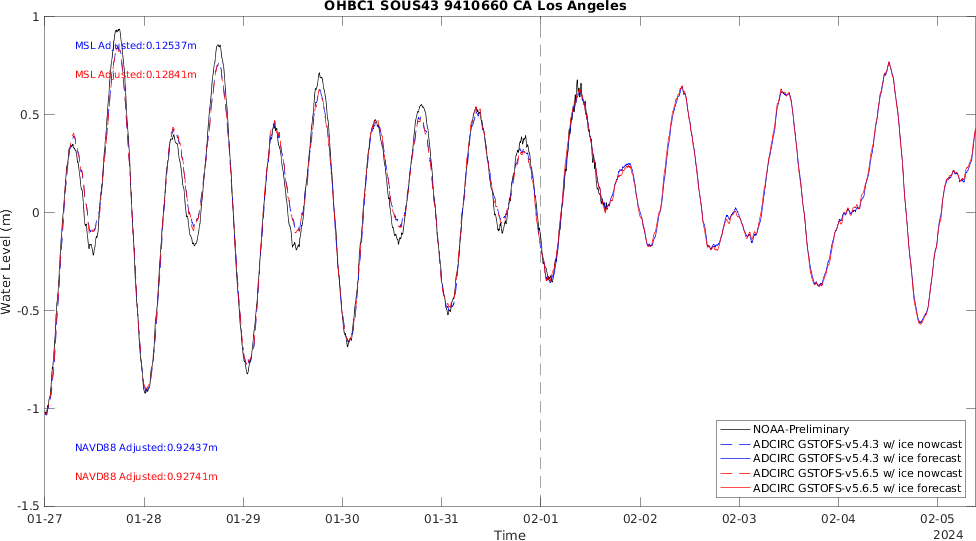 OHBC1 SOUS43 9410660 CA Los Angeles
1
0.5
0
-0.5
-1
-1.5
Water Level (m)
MSL Adjusted:0.12537m
MSL Adjusted:0.12841m
NAVD88 Adjusted:0.92437m
NAVD88 Adjusted:0.92741m
NOAA-Preliminary
ADCIRC GSTOFS-v5.4.3 w/ ice nowcast
ADCIRC GSTOFS-v5.4.3 w/ ice forecast
ADCIRC GSTOFS-v5.6.5 w/ ice nowcast
ADCIRC GSTOFS-v5.6.5 w/ ice forecast
01-27 01-28 01-29 01-30 01-31 02-01 02-02 02-03 02-04 02-05
Time
2024